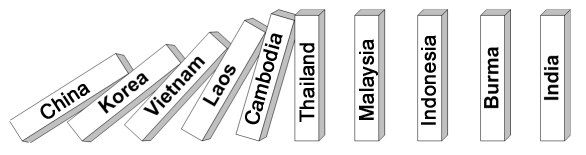 China
Korea
Vietnam
Laos
Cambodia
Thailand
Malaysia
Indonesia
Burma
India